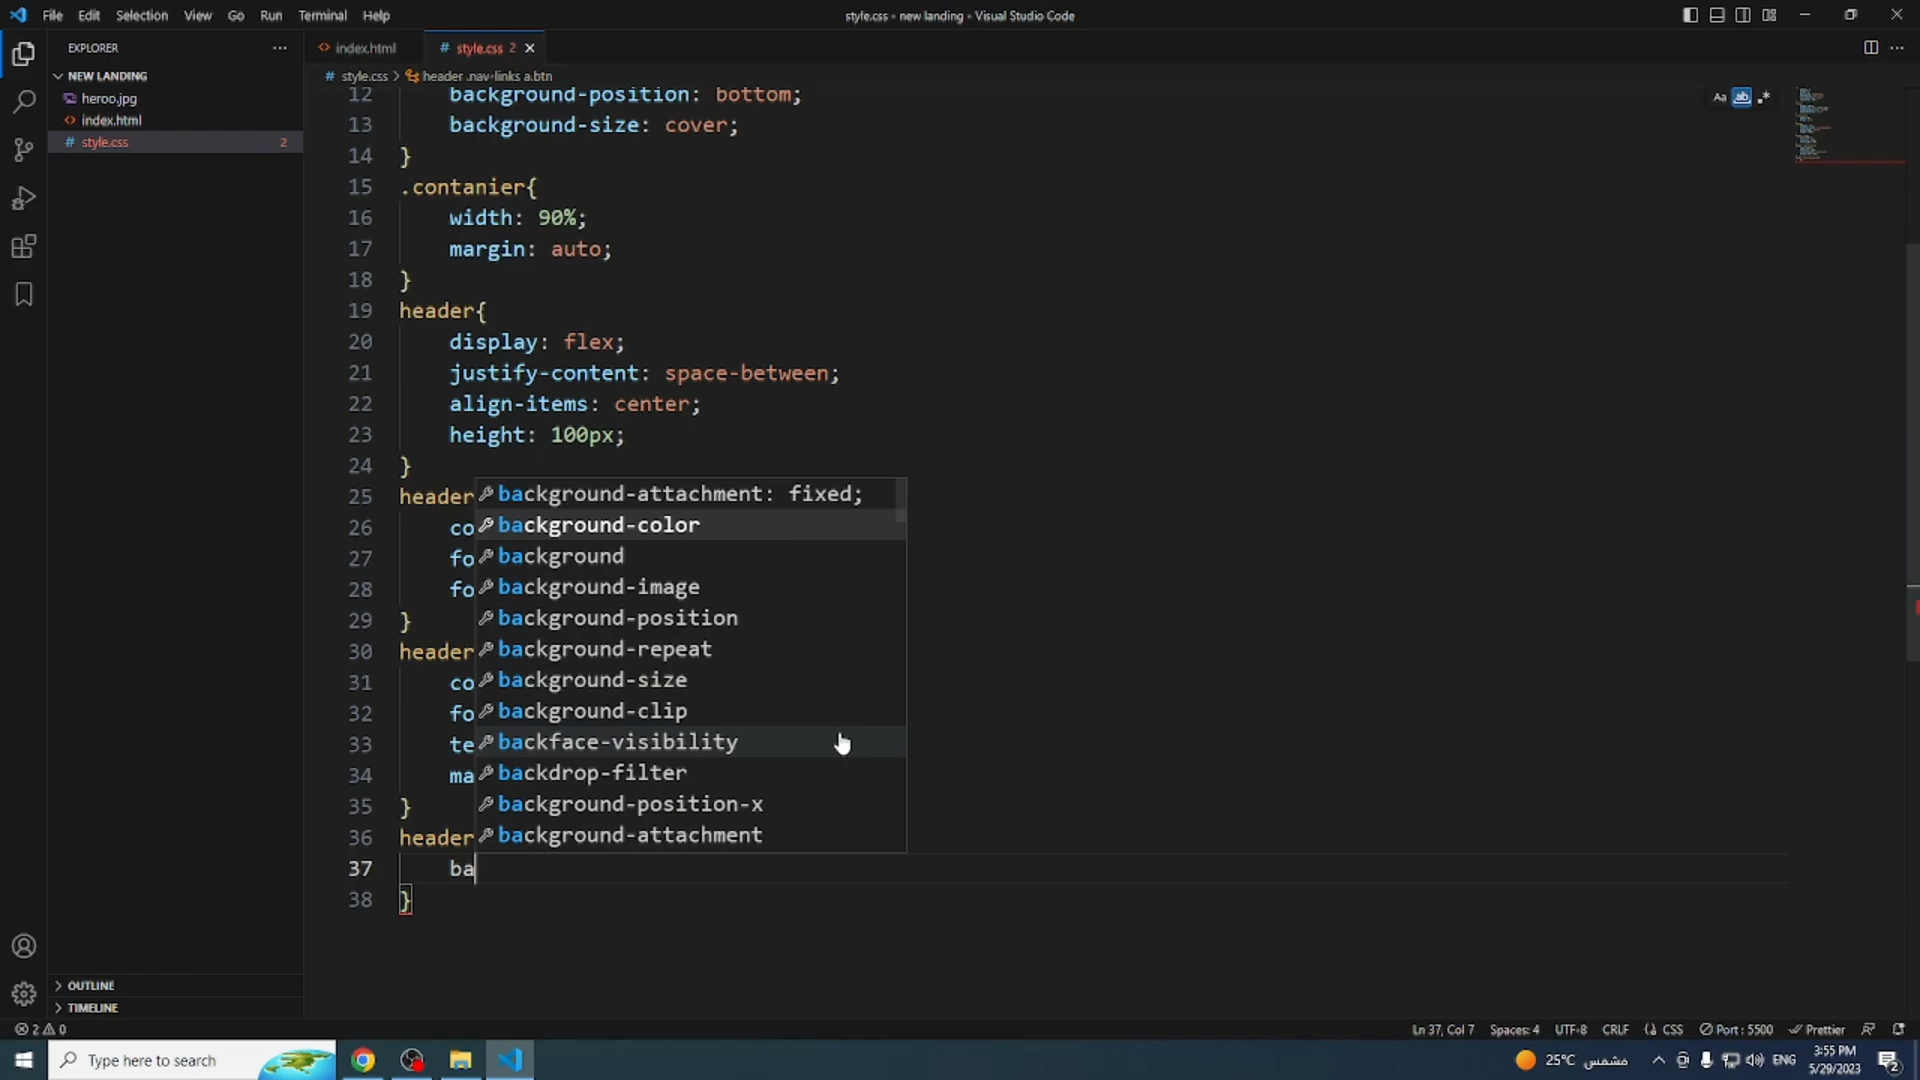 File Edit Selection View Go Run Terminal Help
style.css - new landing - Visual Studio Code
EXPLORER
NEW LANDING
heroo.jpg
index.html
# style.css 2
OUTLINE
TIMELINE
index.html
# style.css 2
# style.css > header .nav-links a.btn
12 background-position: bottom;
13 background-size: cover;
14 }
15 .contanier{
16 width: 90%;
17 margin: auto;
18 }
19 header{
20 display: flex;
21 justify-content: space-between;
22 align-items: center;
23 height: 100px;
24 }
25 header
26 co
27 fo
28 fo
29 }
30 header
31 co
32 fo
33 te
34 ma
35 }
36 header
37 ba
38 }
background-attachment: fixed;
background-color
background
background-image
background-position
background-repeat
background-size
background-clip
backface-visibility
backdrop-filter
background-position-x
background-attachment
Aa ab .*
2 0
Ln 37, Col 7 Spaces: 4 UTF-8 CRLF CSS Port : 5500 Prettier
Type here to search
25°C مشمس
ENG
3:55 PM
5/29/2023
2